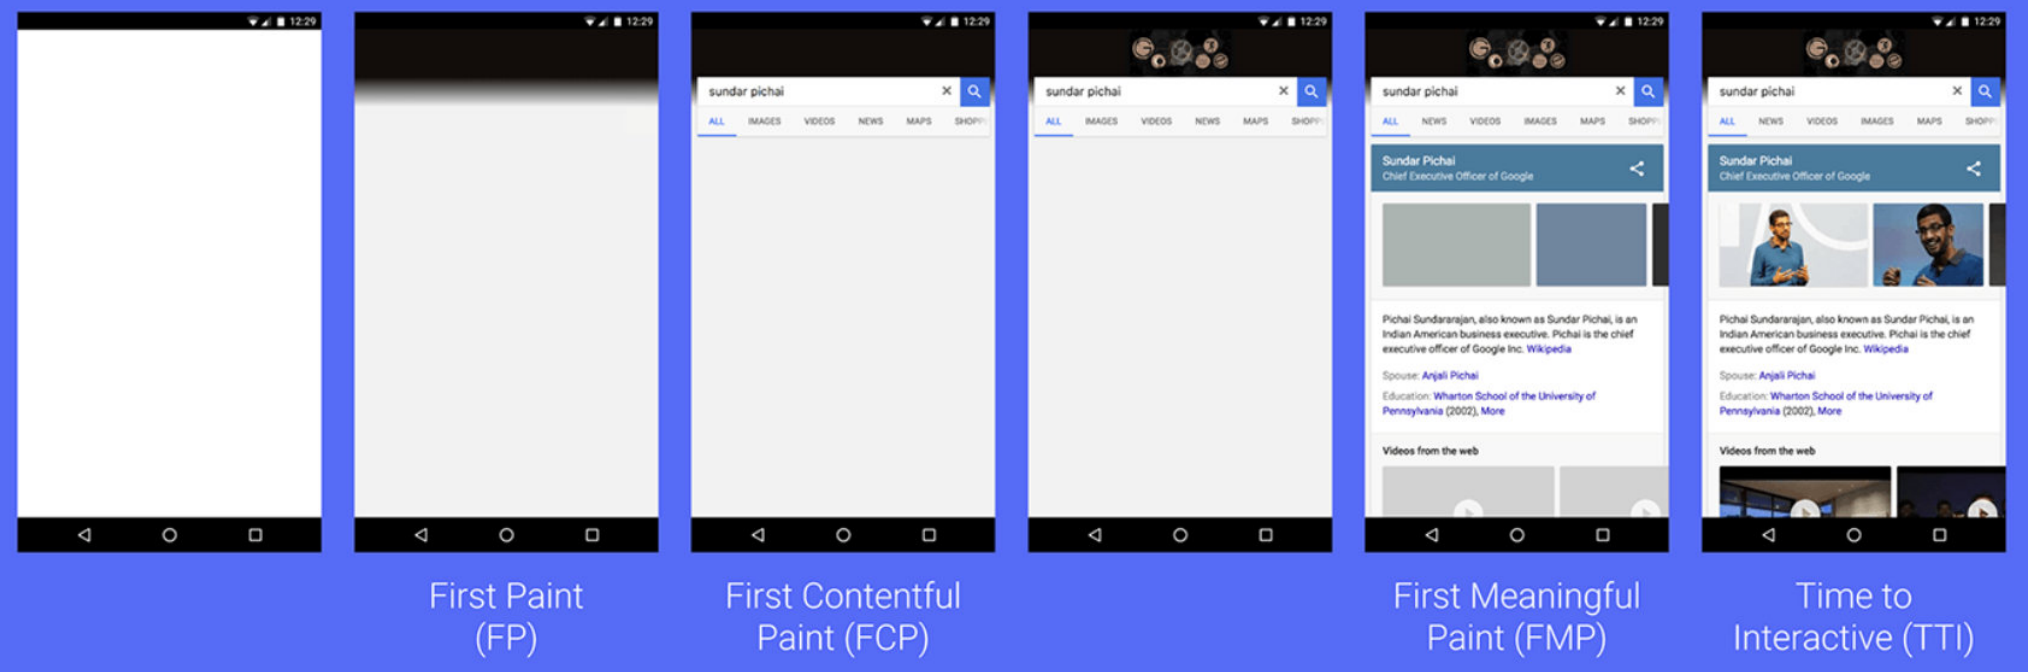 12:29
12:29
12:29
sundar pichai
ALL IMAGES VIDEOS NEWS MAPS SHOPP
12:29
sundar pichai
ALL IMAGES VIDEOS NEWS MAPS SHOPP
12:29
sundar pichai
ALL NEWS VIDEOS IMAGES MAPS SHOPP
Sundar Pichai
Chief Executive Officer of Google
Pichai Sundararajan, also known as Sundar Pichai, is an
Indian American business executive. Pichai is the chief
executive officer of Google Inc. Wikipedia
Spouse: Anjali Pichai
Education: Wharton School of the University of
Pennsylvania (2002), More
Videos from the web
12:29
sundar pichai
ALL NEWS VIDEOS IMAGES MAPS SHOPP
Sundar Pichai
Chief Executive Officer of Google
Pichai Sundararajan, also known as Sundar Pichai, is an
Indian American business executive. Pichai is the chief
executive officer of Google Inc. Wikipedia
Spouse: Anjali Pichai
Education: Wharton School of the University of
Pennsylvania (2002), More
Videos from the web
First Paint
(FP)
First Contentful
Paint (FCP)
First Meaningful
Paint (FMP)
Time to
Interactive (TTI)